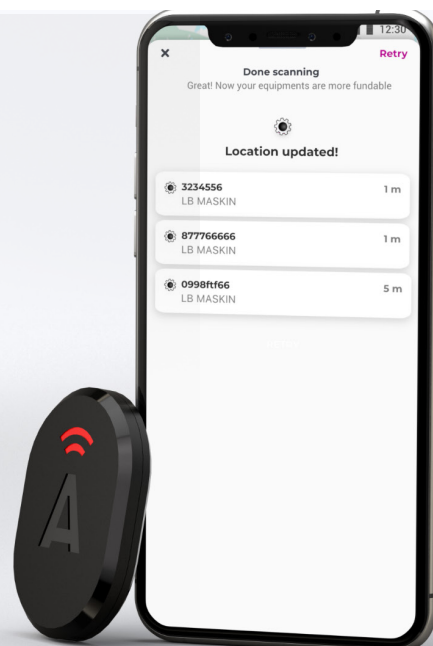 12:30
Retry
Done scanning
Great! Now your equipments are more fundable
Location updated!
3234556
1 m
LB MASKIN
877766666
1 m
LB MASKIN
0998ftf66
5 m
LB MASKIN
A